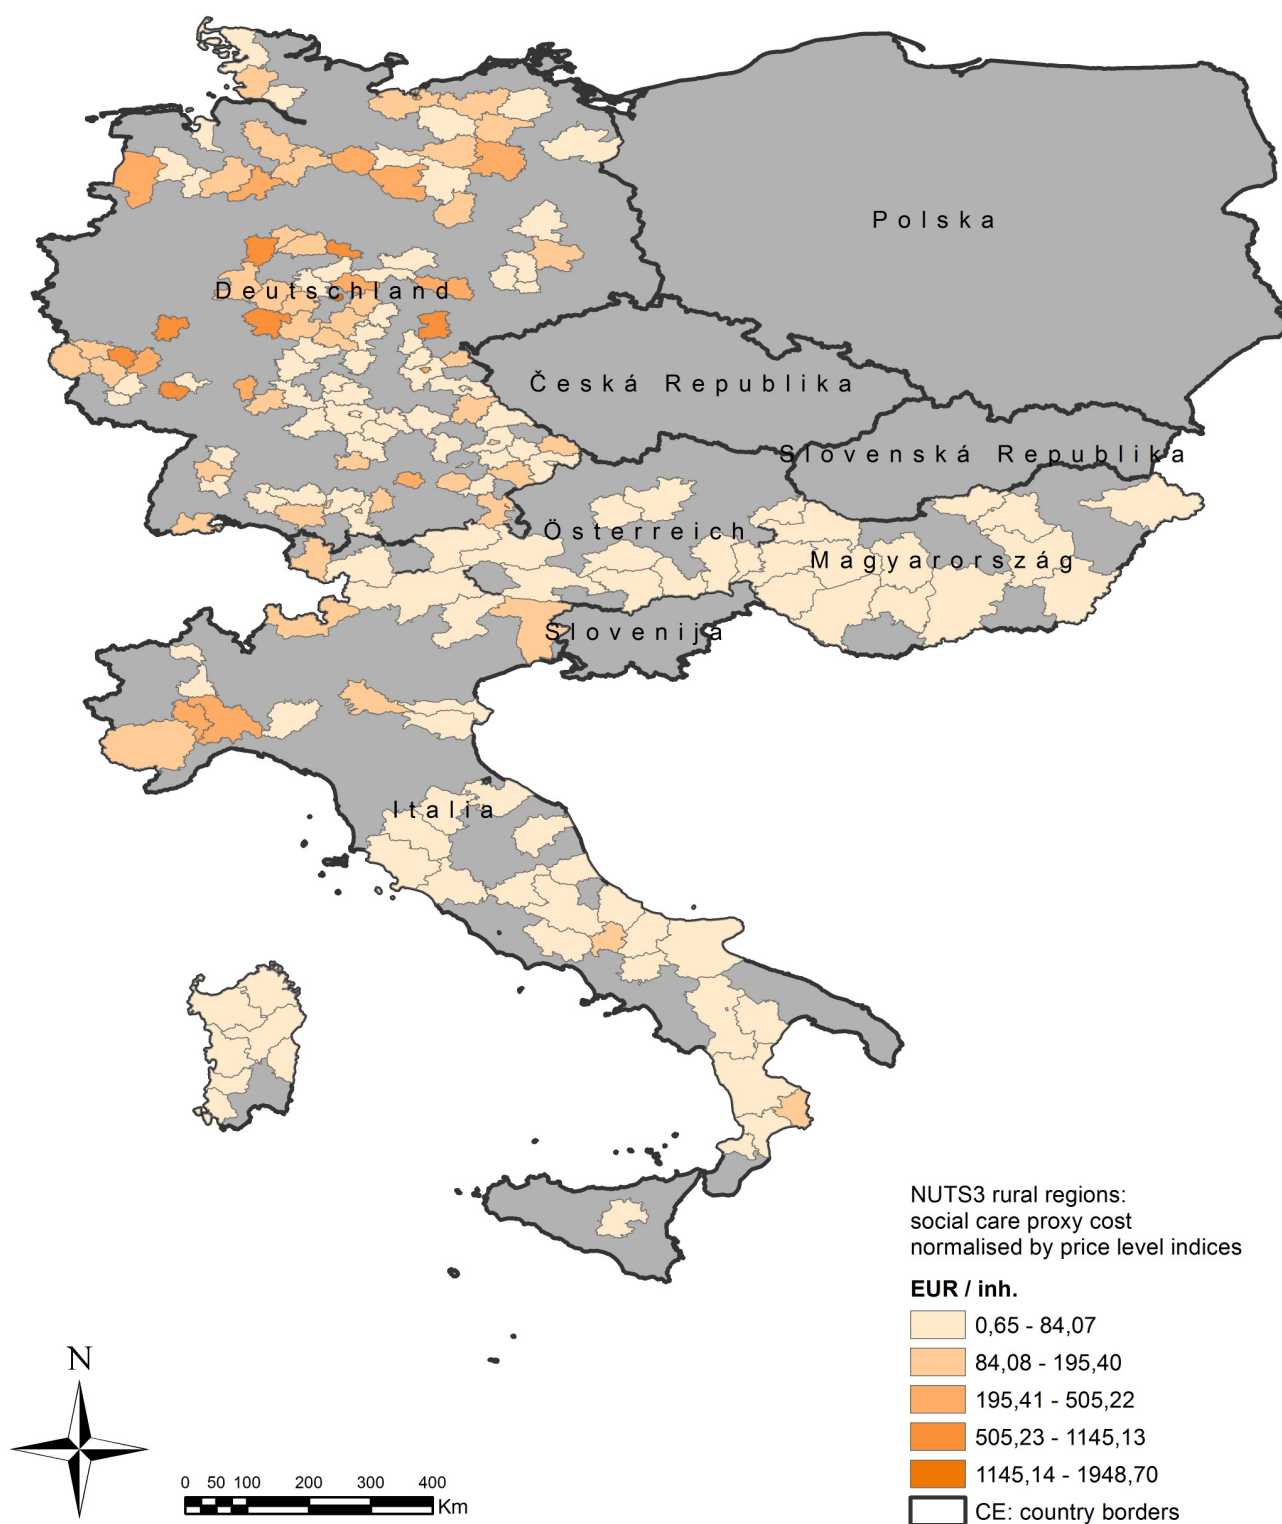 Polska
Deutschland
Česká Republika
Slovenská Republika
Österreich
Magyarország
Slovenija
Italia
NUTS3 rural regions:
social care proxy cost
normalised by price level indices
EUR / inh.
0,65 - 84,07
84,08 - 195,40
195,41 - 505,22
505,23 - 1145,13
1145,14 - 1948,70
CE: country borders
N
0 50 100 200 300 400
Km